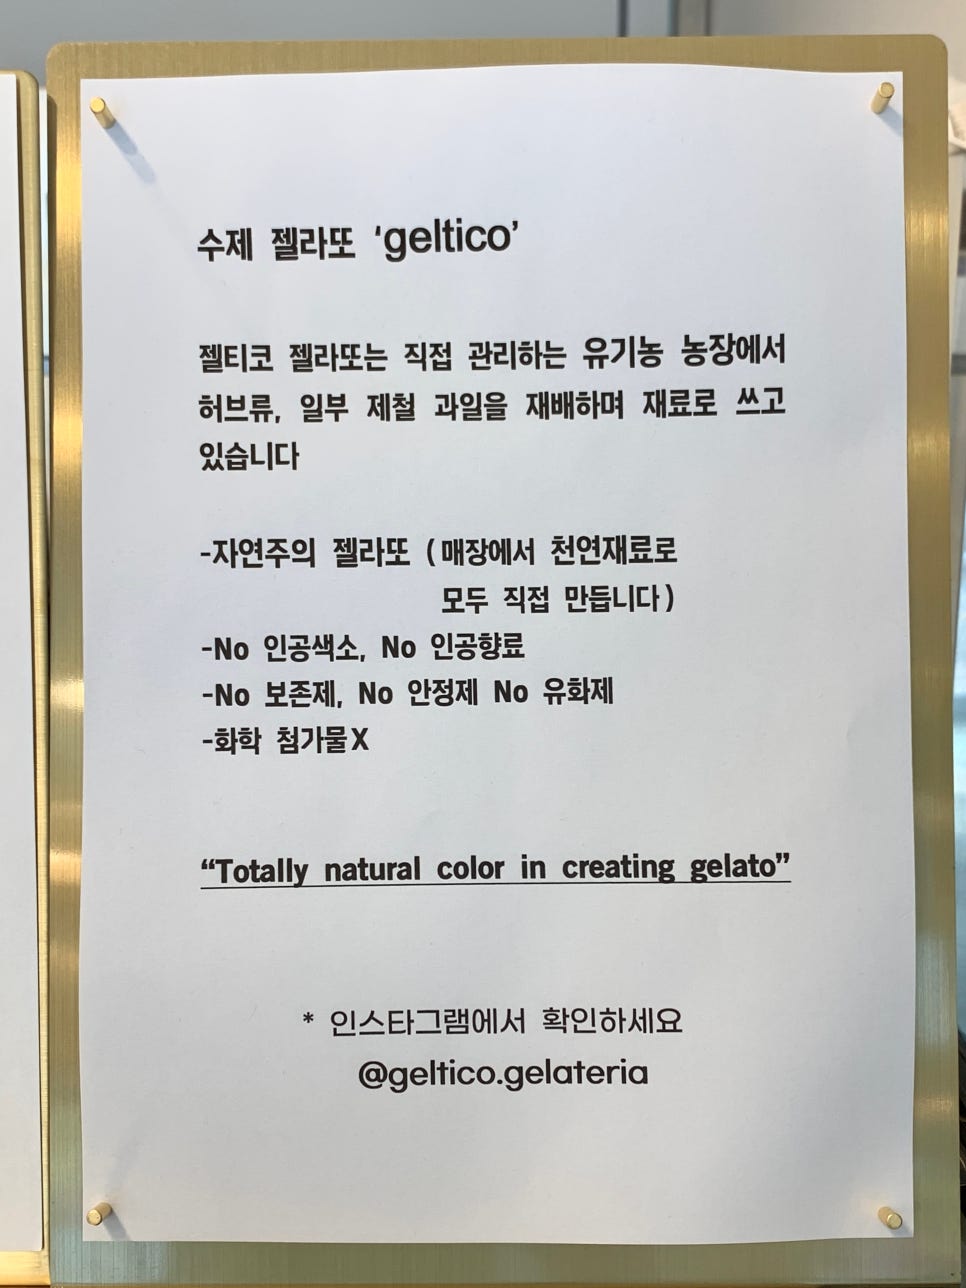 수제 젤라또 ‘geltico’
젤티코 젤라또는 직접 관리하는 유기농 농장에서
허브류, 일부 제철 과일을 재배하며 재료로 쓰고
있습니다
-자연주의 젤라또 ( 매장에서 천연재료로
모두 직접 만듭니다 )
-No 인공색소, No 인공향료
-No 보존제, No 안정제 No 유화제
-화학 첨가물X
“Totally natural color in creating gelato”
* 인스타그램에서 확인하세요
@geltico.gelateria